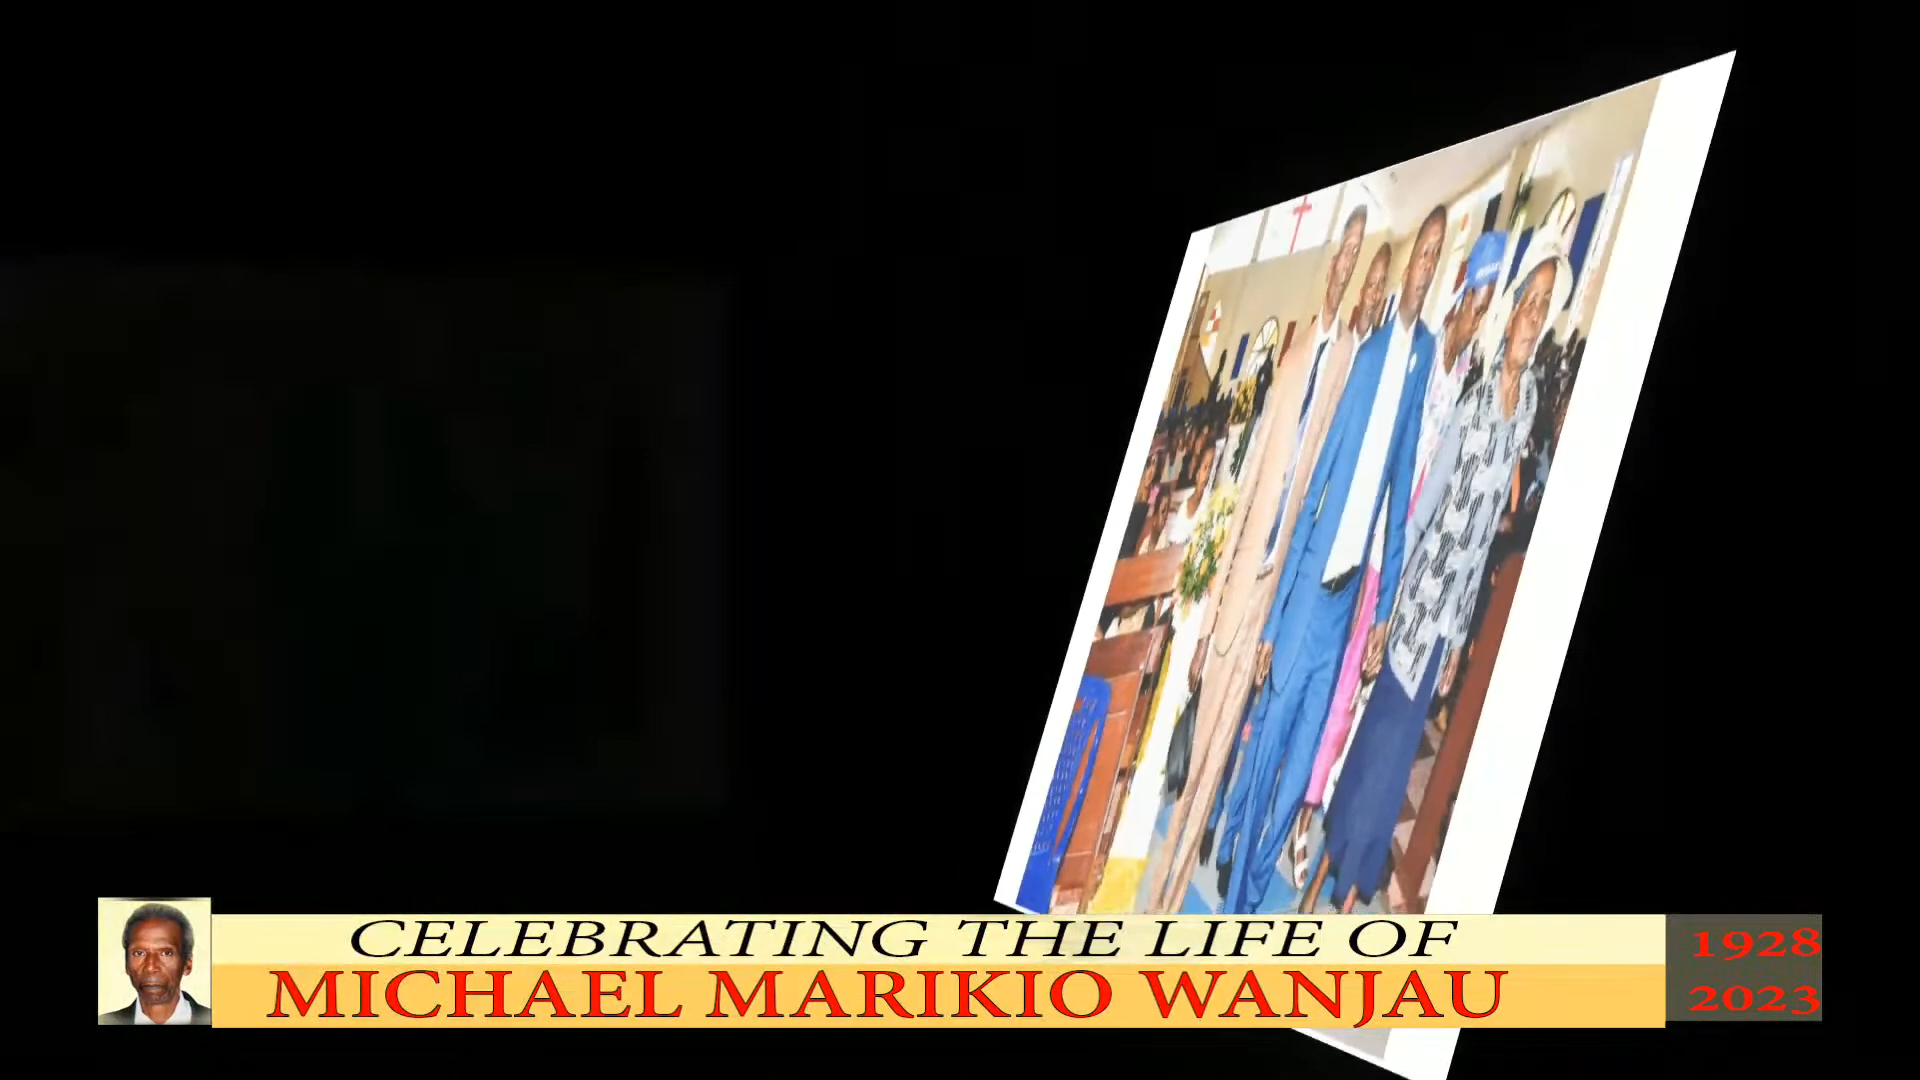 CELEBRATING THE LIFE OF
MICHAEL MARIKIO WANJAU
1928
2023